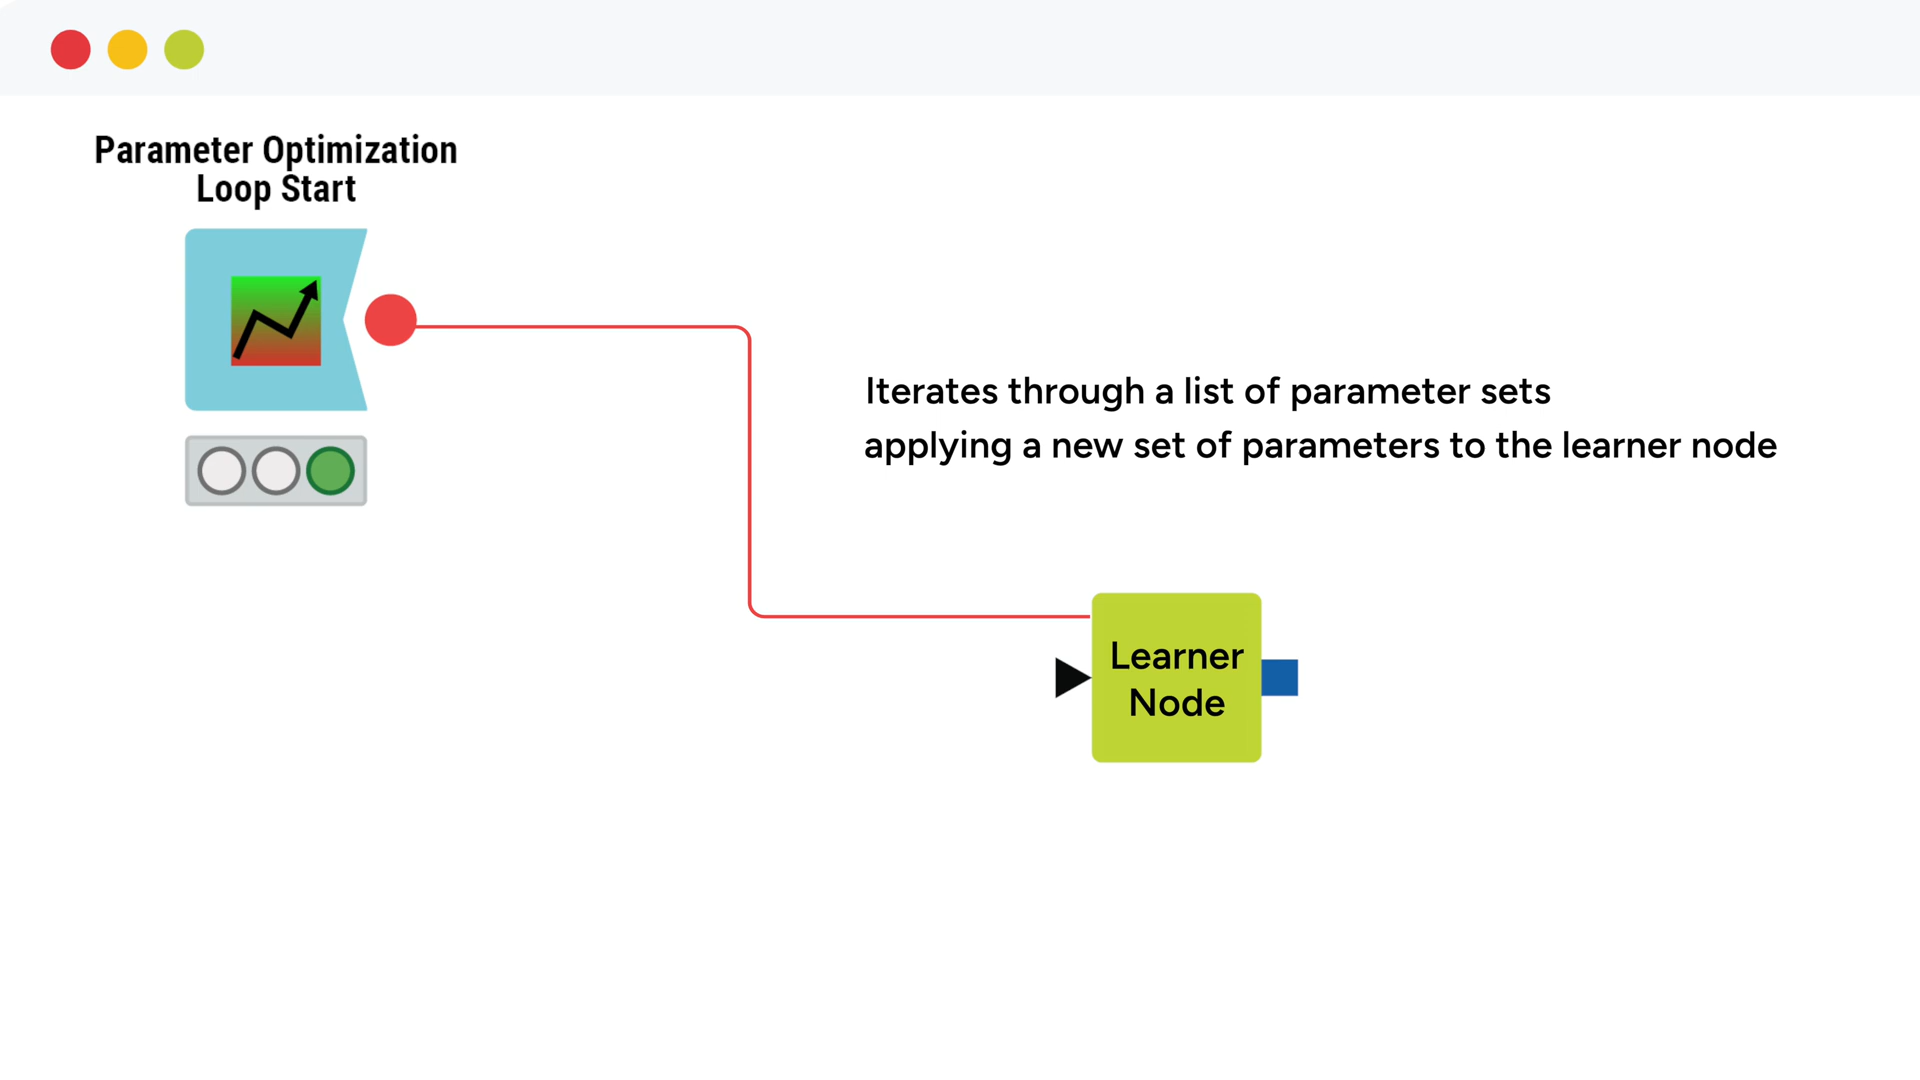 Parameter Optimization
Loop Start
Iterates through a list of parameter sets
applying a new set of parameters to the learner node
Learner
Node